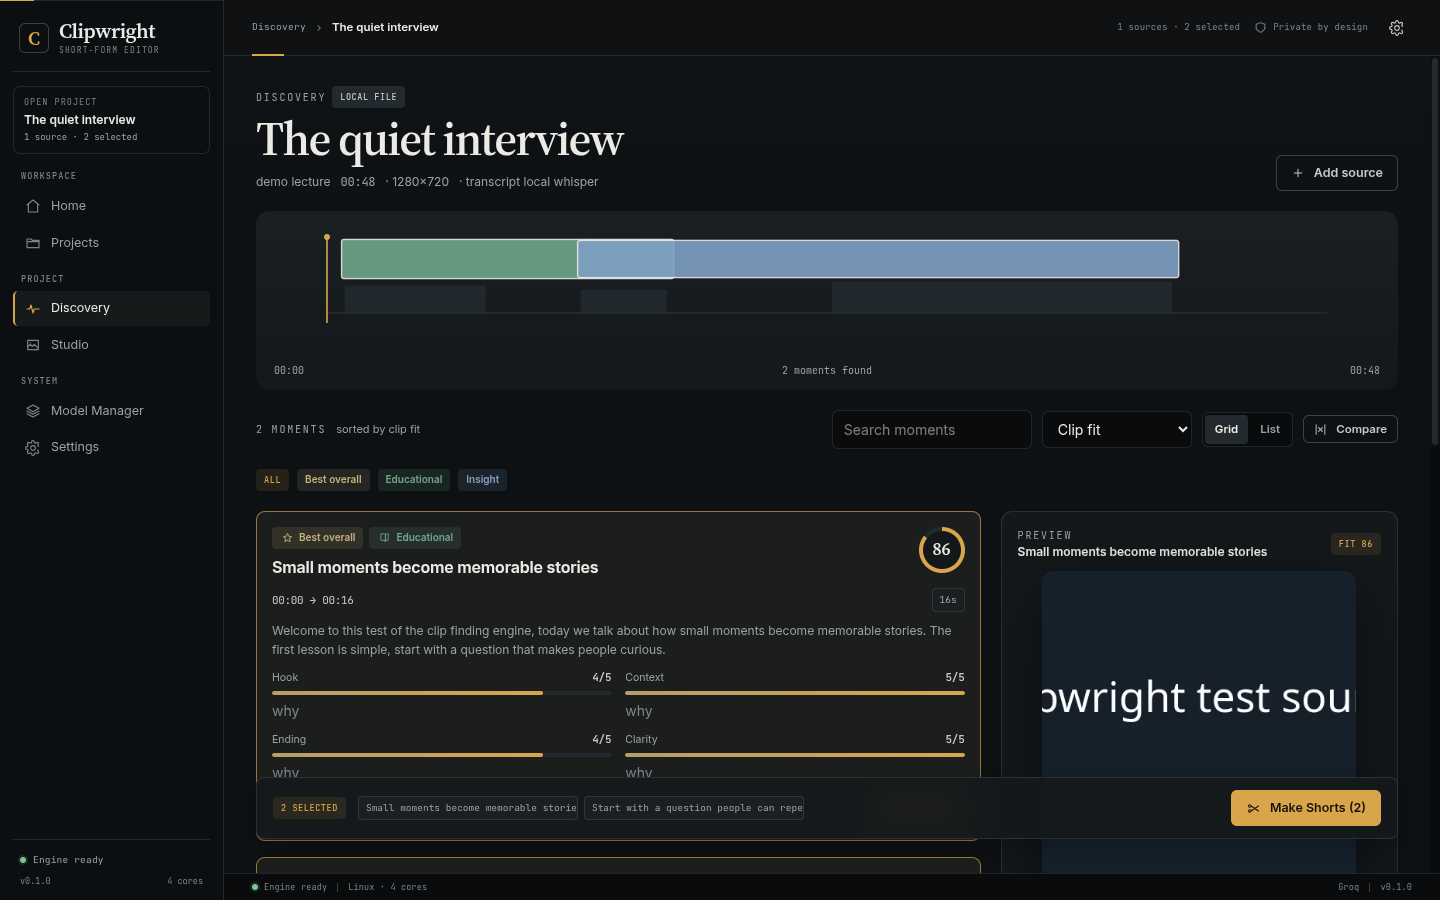 C
Clipwright
SHORT-FORM EDITOR
OPEN PROJECT
The quiet interview
1 source · 2 selected
WORKSPACE
Home
Projects
PROJECT
Discovery
Studio
SYSTEM
Model Manager
Settings
Engine ready
v0.1.0 4 cores
Discovery › The quiet interview
1 sources · 2 selected Private by design
DISCOVERY LOCAL FILE
The quiet interview
demo lecture 00:48 · 1280×720 · transcript local whisper
+ Add source
00:00 2 moments found 00:48
2 MOMENTS sorted by clip fit
Search moments
Clip fit
Grid List
Compare
ALL Best overall Educational Insight
Best overall Educational
86
Small moments become memorable stories
00:00 → 00:16
16s
Welcome to this test of the clip finding engine, today we talk about how small moments become memorable stories. The
first lesson is simple, start with a question that makes people curious.
Hook 4/5 Context 5/5
why why
Ending 4/5 Clarity 5/5
why why
PREVIEW
Small moments become memorable stories
FIT 86
pwright test sour
2 SELECTED Small moments become memorable storie Start with a question people can repe
Make Shorts (2)
Engine ready | Linux · 4 cores
Groq | v0.1.0